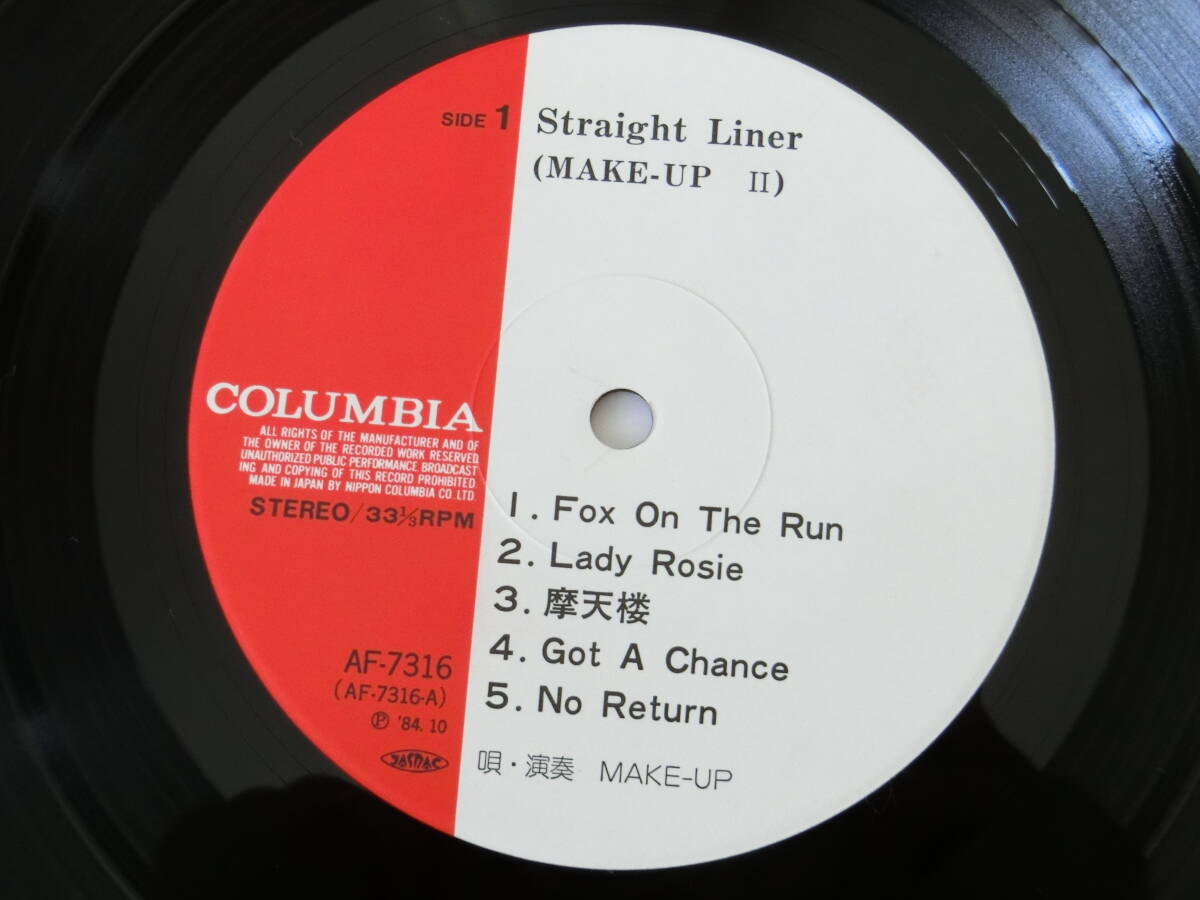 SIDE 1
Straight Liner
(MAKE-UP II)
COLUMBIA
ALL RIGHTS OF THE MANUFACTURER AND OF
THE OWNER OF THE RECORDED WORK RESERVED
UNAUTHORIZED PUBLIC PERFORMANCE BROADCAST
ING AND COPYING OF THIS RECORD PROHIBITED
MADE IN JAPAN BY NIPPON COLUMBIA CO. LTD
STEREO/33⅓RPM
1. Fox On The Run
2. Lady Rosie
3. 摩天楼
4. Got A Chance
5. No Return
AF-7316
(AF-7316-A)
Ⓟ '84. 10
JASRAC
唄・演奏 MAKE-UP